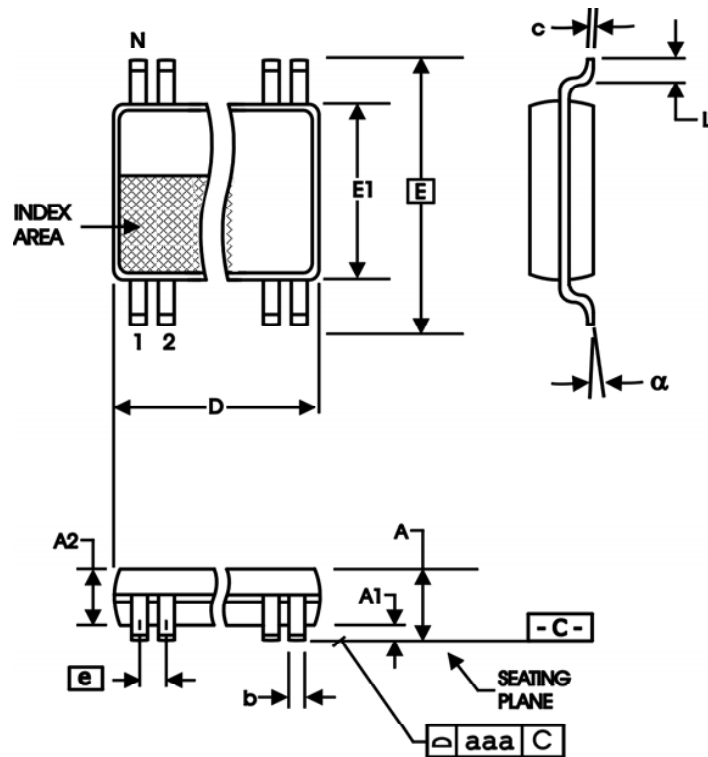 N
c
L
E1
E
INDEX
AREA
1 2
α
D
A2
A
A1
- C -
e
b
SEATING
PLANE
aaa C